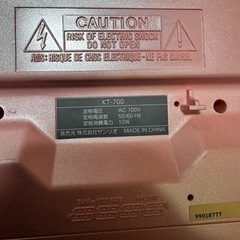 CAUTION
RISK OF ELECTRIC SHOCK
DO NOT OPEN
AVIS: RISQUE DE CHOC ELECTRIQUE
NE PAS OUVRIR
KT-700
定格電圧 AC 100V
定格周波数 50/60 Hz
定格消費電力 12W
発売元 株式会社サンリオ MADE IN CHINA
99018777